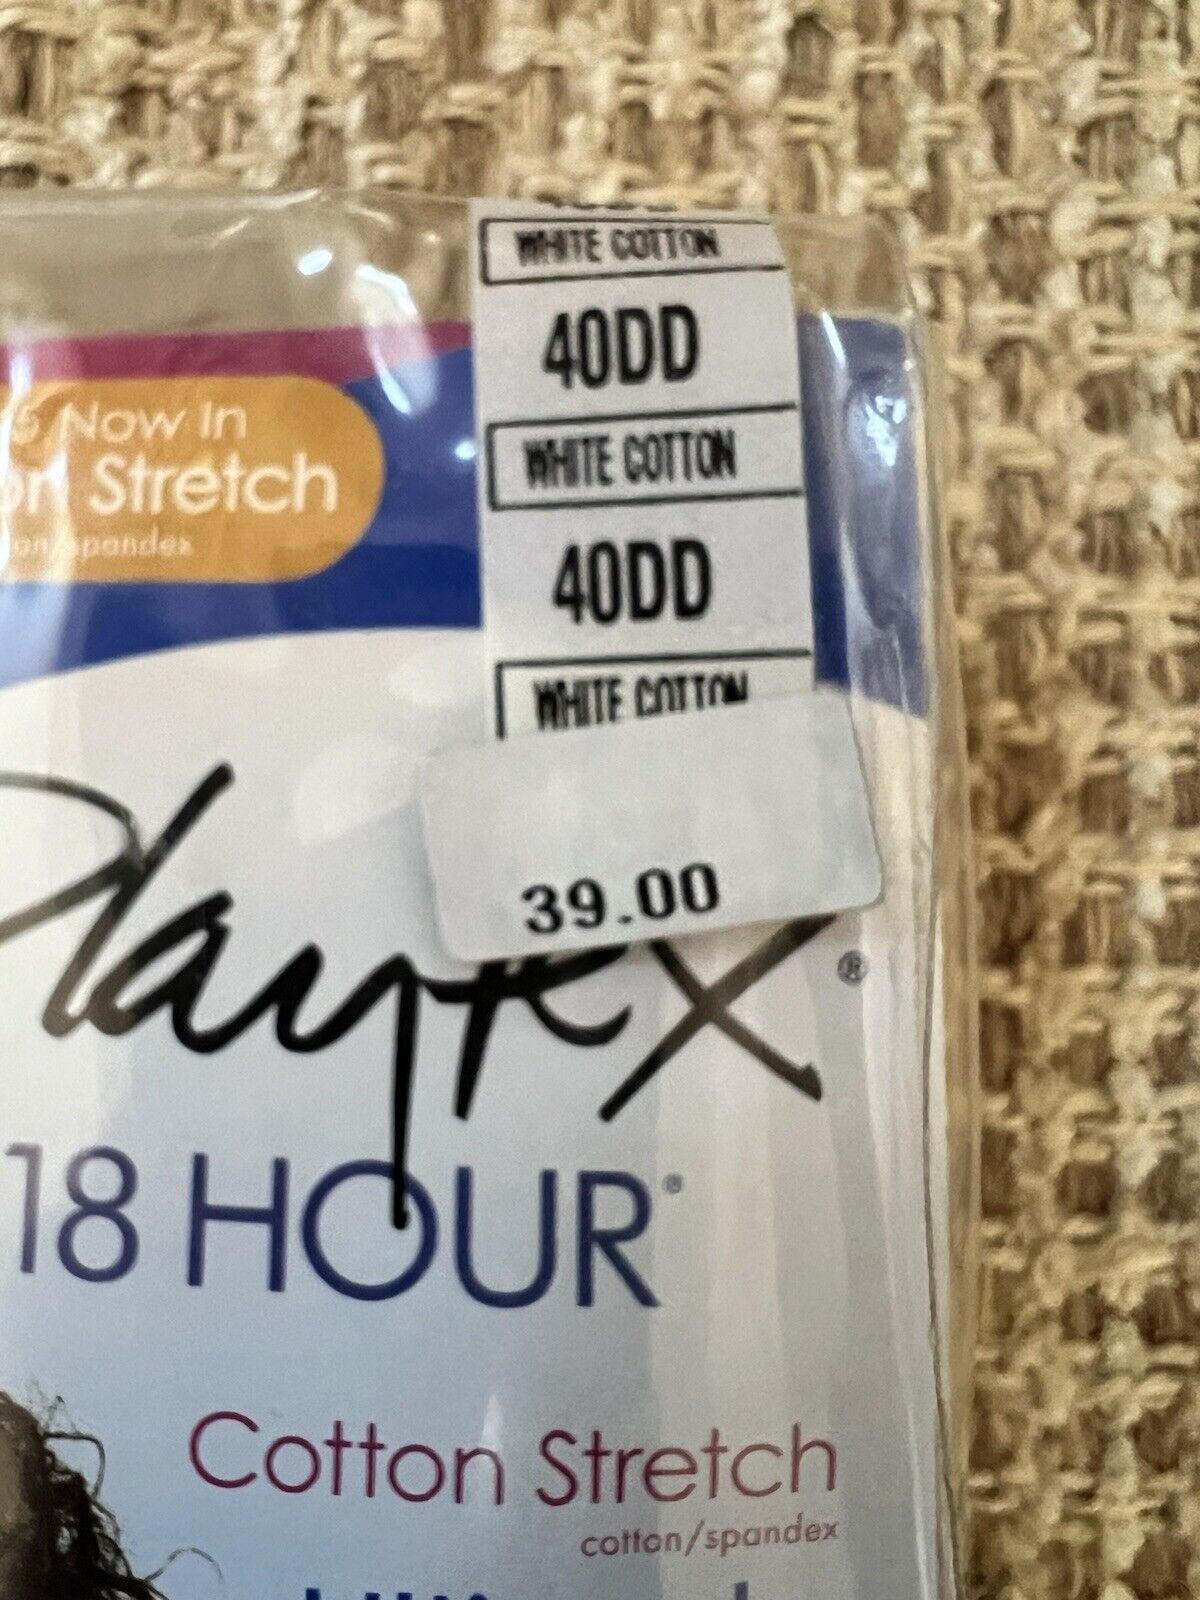 WHITE COTTON
40DD
WHITE COTTON
40DD
WHITE COTTON
39.00
Now In
Stretch
spandex
Playtex®
18 HOUR®
Cotton Stretch
cotton/spandex